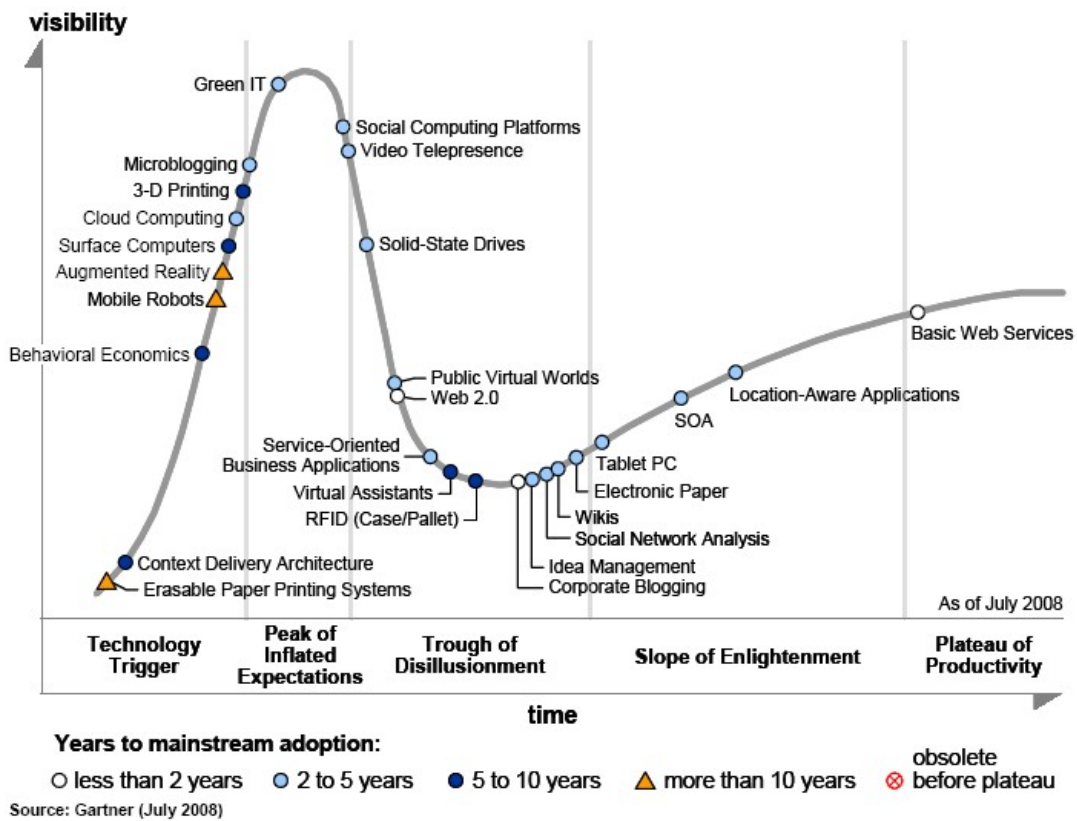 visibility
Green IT
Social Computing Platforms
Video Telepresence
Microblogging
3-D Printing
Cloud Computing
Surface Computers
Augmented Reality
Mobile Robots
Solid-State Drives
Behavioral Economics
Basic Web Services
Public Virtual Worlds
Web 2.0
Location-Aware Applications
SOA
Service-Oriented
Business Applications
Virtual Assistants
RFID (Case/Pallet)
Tablet PC
Electronic Paper
Wikis
Social Network Analysis
Idea Management
Corporate Blogging
Context Delivery Architecture
Erasable Paper Printing Systems
As of July 2008
Technology
Trigger
Peak of
Inflated
Expectations
Trough of
Disillusionment
Slope of Enlightenment
Plateau of
Productivity
time
Years to mainstream adoption:
less than 2 years
2 to 5 years
5 to 10 years
more than 10 years
obsolete
before plateau
Source: Gartner (July 2008)